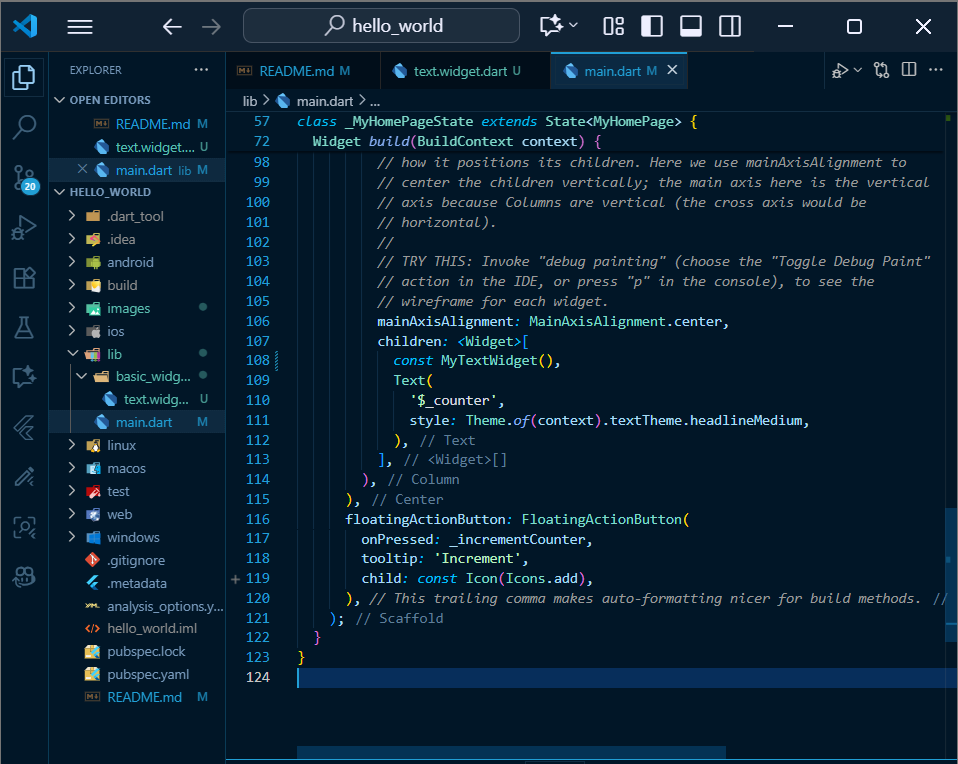 hello_world
EXPLORER
OPEN EDITORS
README.md M
text.widget.... U
main.dart lib M
20
HELLO_WORLD
.dart_tool
.idea
android
build
images
ios
lib
basic_widg...
text.widg... U
main.dart M
linux
macos
test
web
windows
.gitignore
.metadata
analysis_options.y...
hello_world.iml
pubspec.lock
pubspec.yaml
README.md M
README.md M
text.widget.dart U
main.dart M
lib > main.dart > ...
57 class _MyHomePageState extends State<MyHomePage> {
72 Widget build(BuildContext context) {
98 // how it positions its children. Here we use mainAxisAlignment to
99 // center the children vertically; the main axis here is the vertical
100 // axis because Columns are vertical (the cross axis would be
101 // horizontal).
102 //
103 // TRY THIS: Invoke "debug painting" (choose the "Toggle Debug Paint"
104 // action in the IDE, or press "p" in the console), to see the
105 // wireframe for each widget.
106 mainAxisAlignment: MainAxisAlignment.center,
107 children: <Widget>[
108 const MyTextWidget(),
109 Text(
110 '$_counter',
111 style: Theme.of(context).textTheme.headlineMedium,
112 ), // Text
113 ], // <Widget>[]
114 ), // Column
115 ), // Center
116 floatingActionButton: FloatingActionButton(
117 onPressed: _incrementCounter,
118 tooltip: 'Increment',
119 child: const Icon(Icons.add),
120 ), // This trailing comma makes auto-formatting nicer for build methods. //
121 ); // Scaffold
122 }
123 }
124